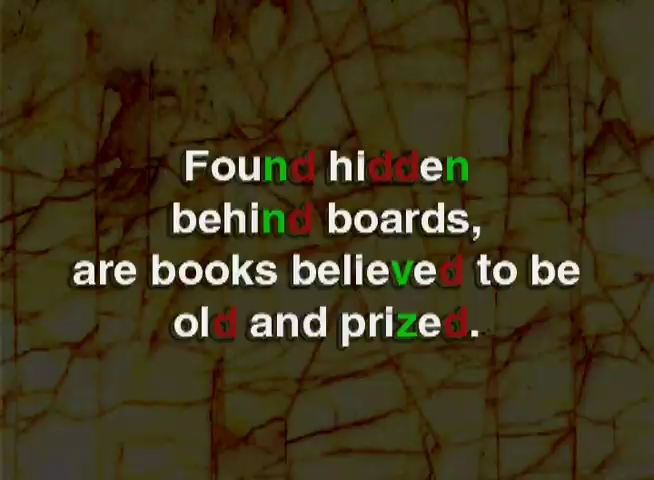 Found hidden
behind boards,
are books believed to be
old and prized.